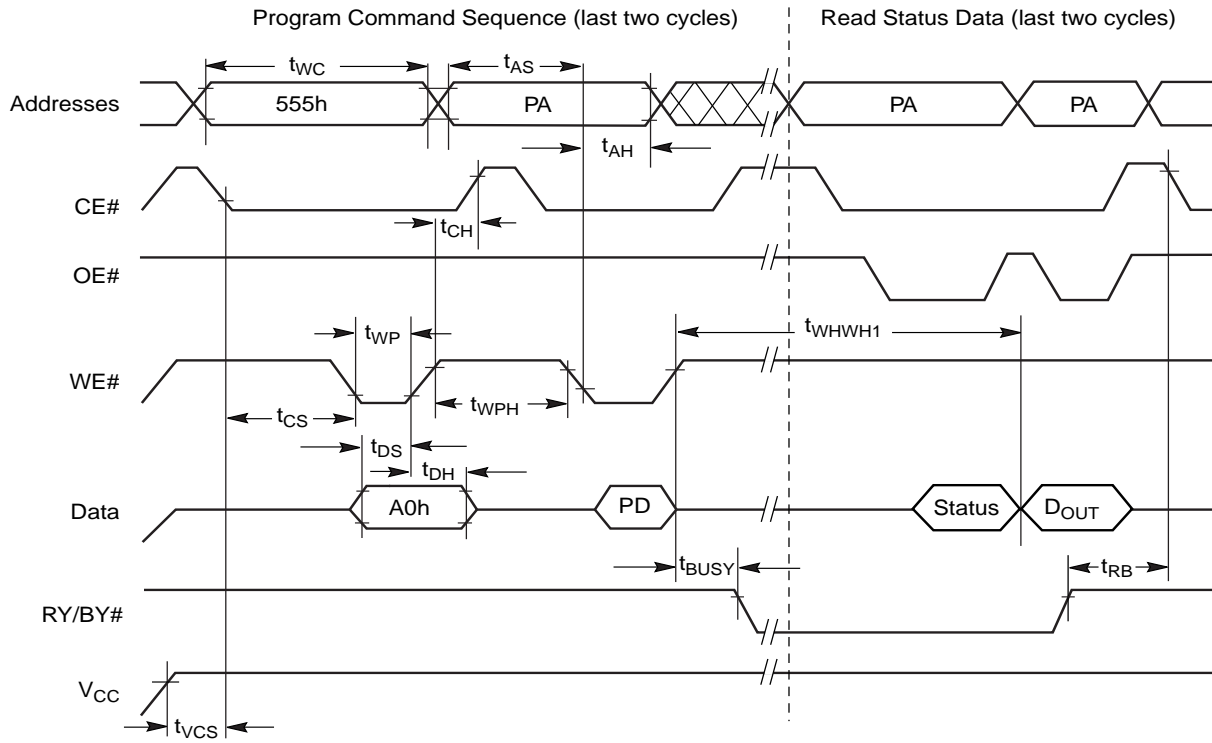 Program Command Sequence (last two cycles)
Read Status Data (last two cycles)
tWC
tAS
Addresses
555h
PA
PA
PA
tAH
CE#
tCH
OE#
tWP
tWHWH1
WE#
tCS
tWPH
tDS
tDH
Data
A0h
PD
Status
DOUT
tBUSY
tRB
RY/BY#
VCC
tVCS